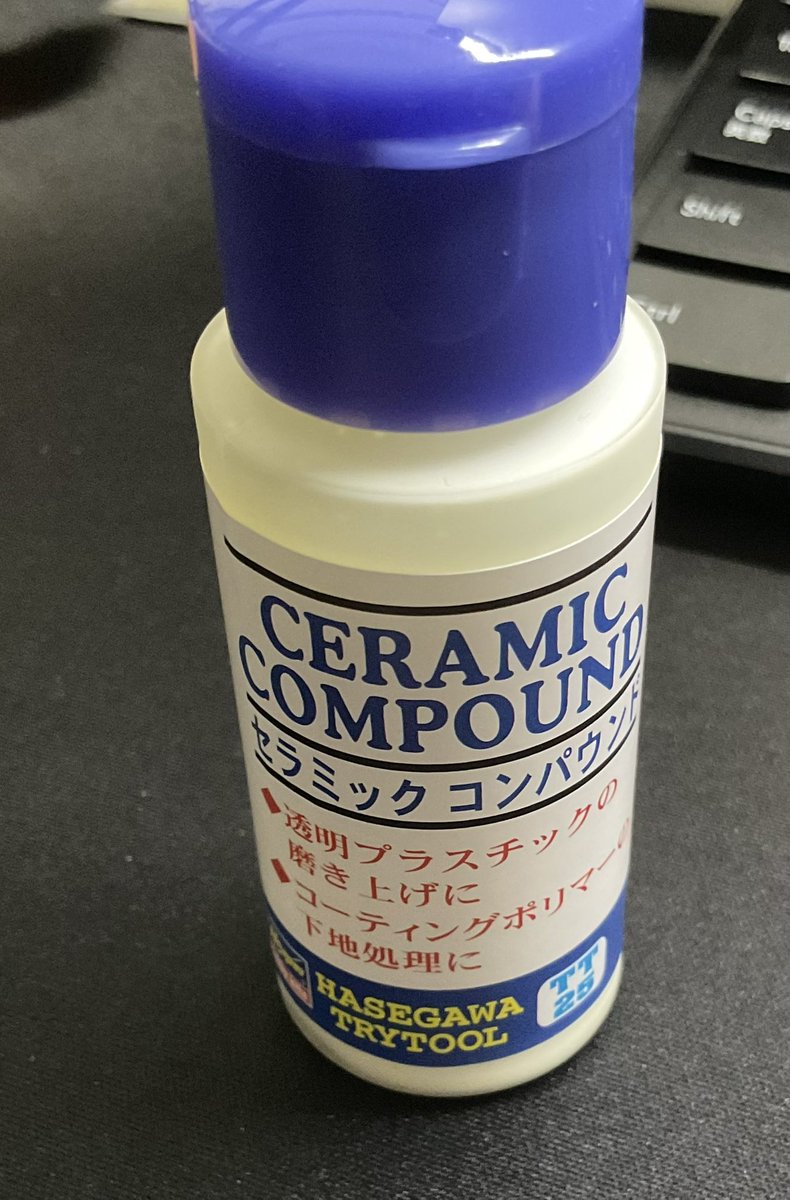 CERAMIC
COMPOUND
セラミック コンパウンド
◆透明プラスチックの
磨き上げに
◆コーティングポリマーの
下地処理に
HASEGAWA
TRYTOOL
TT
25
Shift